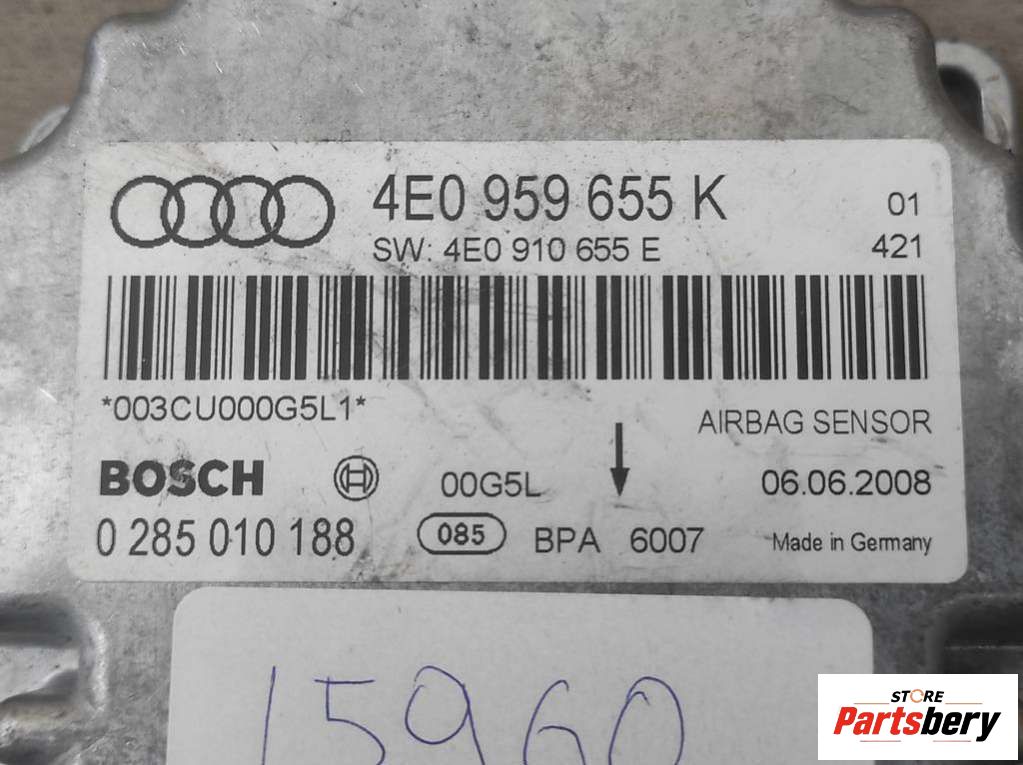 4E0 959 655 K 01
SW: 4E0 910 655 E 421
*003CU000G5L1*
AIRBAG SENSOR
BOSCH 00G5L 06.06.2008
0 285 010 188 085 BPA 6007 Made in Germany
15960
STORE
Partsbery